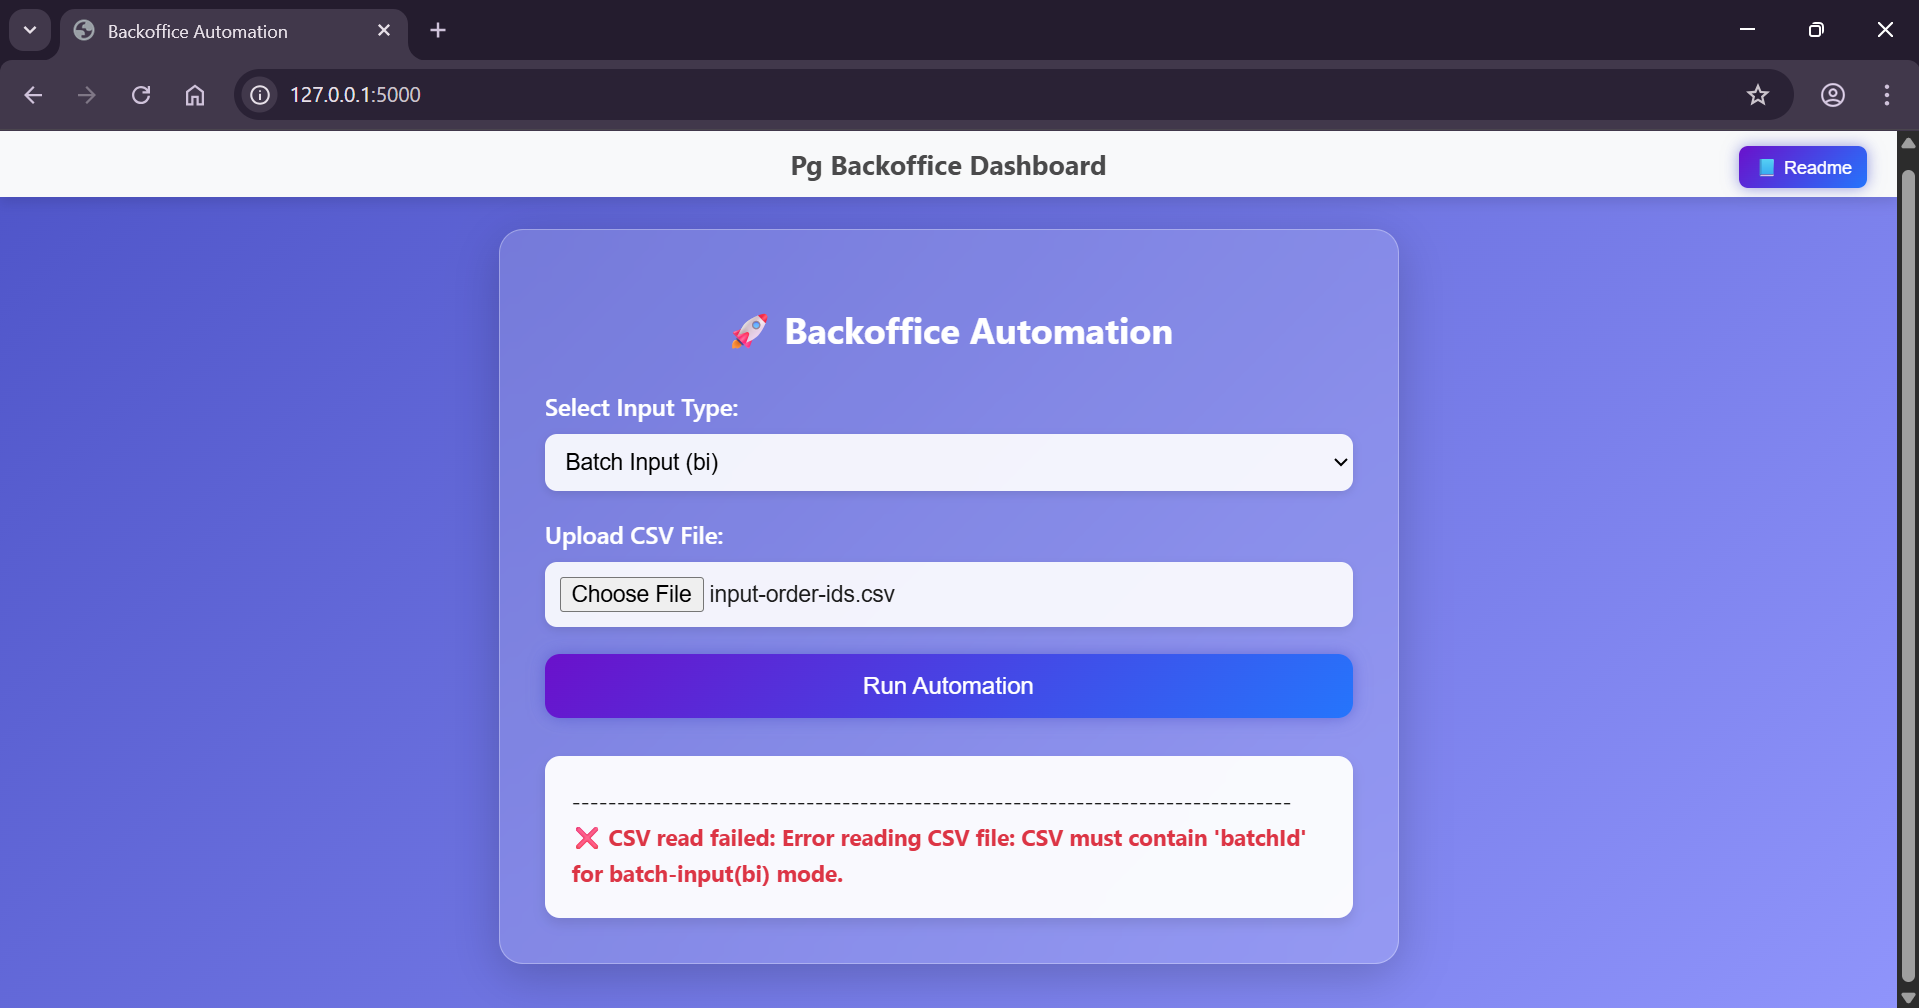 Backoffice Automation
127.0.0.1:5000
Pg Backoffice Dashboard
Readme
🚀 Backoffice Automation
Select Input Type:
Batch Input (bi)
Upload CSV File:
Choose File input-order-ids.csv
Run Automation
--------------------------------------------------------------------------------
❌ CSV read failed: Error reading CSV file: CSV must contain 'batchId'
for batch-input(bi) mode.